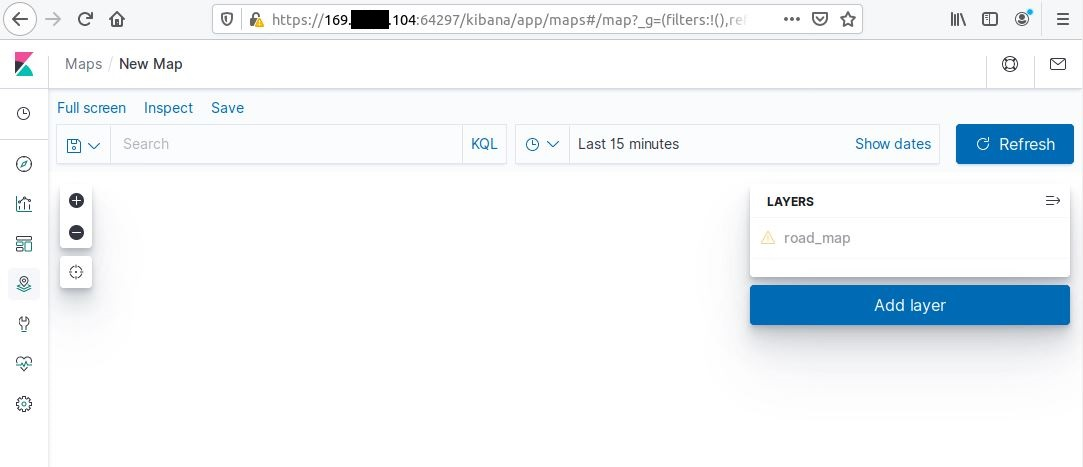 https://169. .104:64297/kibana/app/maps#/map?_g=(filters:!(),re
Maps / New Map
Full screen Inspect Save
Search KQL Last 15 minutes Show dates Refresh
LAYERS
road_map
Add layer